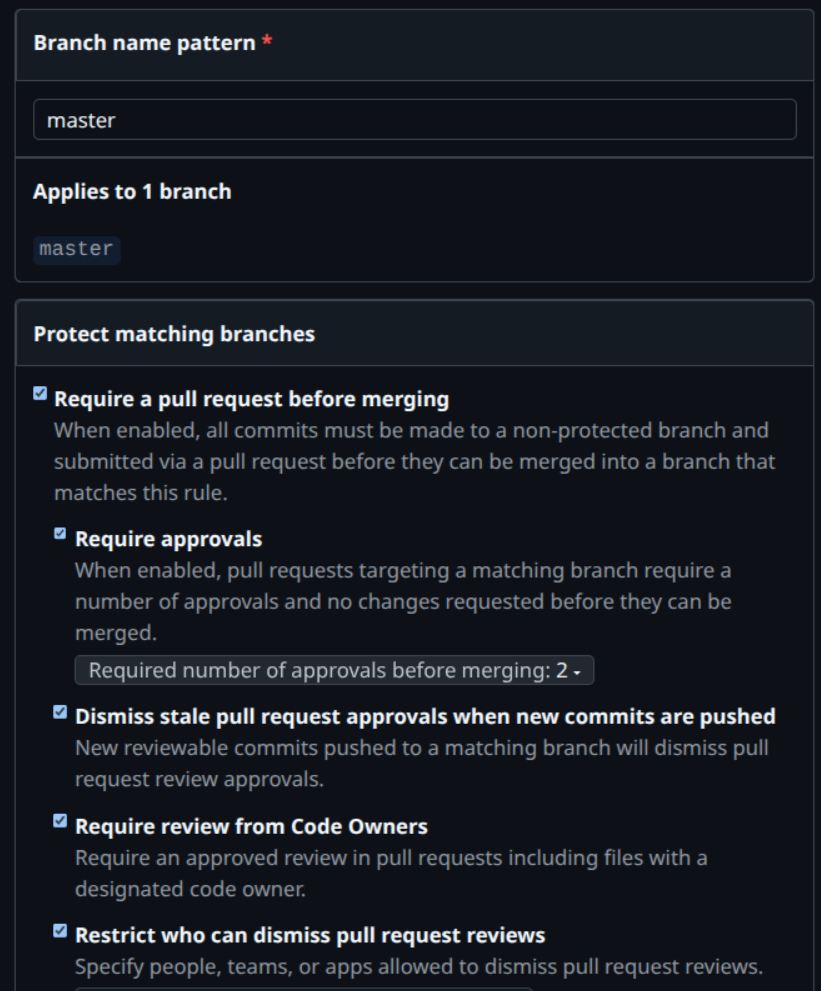 Branch name pattern *
master
Applies to 1 branch
master
Protect matching branches
Require a pull request before merging
When enabled, all commits must be made to a non-protected branch and
submitted via a pull request before they can be merged into a branch that
matches this rule.
Require approvals
When enabled, pull requests targeting a matching branch require a
number of approvals and no changes requested before they can be
merged.
Required number of approvals before merging: 2
Dismiss stale pull request approvals when new commits are pushed
New reviewable commits pushed to a matching branch will dismiss pull
request review approvals.
Require review from Code Owners
Require an approved review in pull requests including files with a
designated code owner.
Restrict who can dismiss pull request reviews
Specify people, teams, or apps allowed to dismiss pull request reviews.